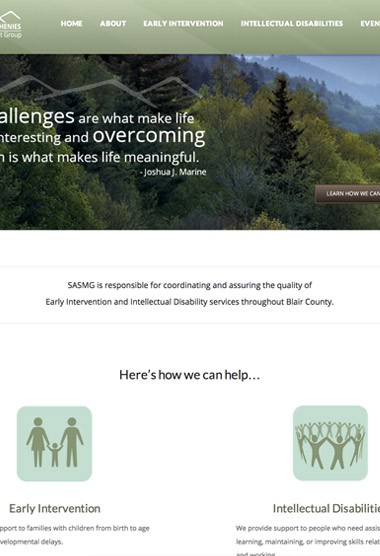 HENIES
t Group
HOME ABOUT EARLY INTERVENTION INTELLECTUAL DISABILITIES EVEN
allenges are what make life
nteresting and overcoming
n is what makes life meaningful.
- Joshua J. Marine
LEARN HOW WE CAN
SASMG is responsible for coordinating and assuring the quality of
Early Intervention and Intellectual Disability services throughout Blair County.
Here's how we can help…
Early Intervention
pport to families with children from birth to age
velopmental delays.
Intellectual Disabilitie
We provide support to people who need assis
learning, maintaining, or improving skills relat
and working.